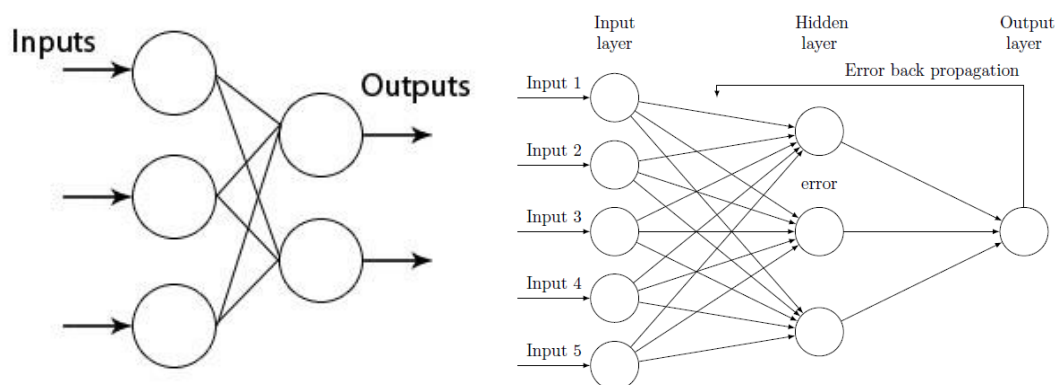 Inputs
Outputs
Input
layer
Hidden
layer
Output
layer
Error back propagation
Input 1
Input 2
error
Input 3
Input 4
Input 5